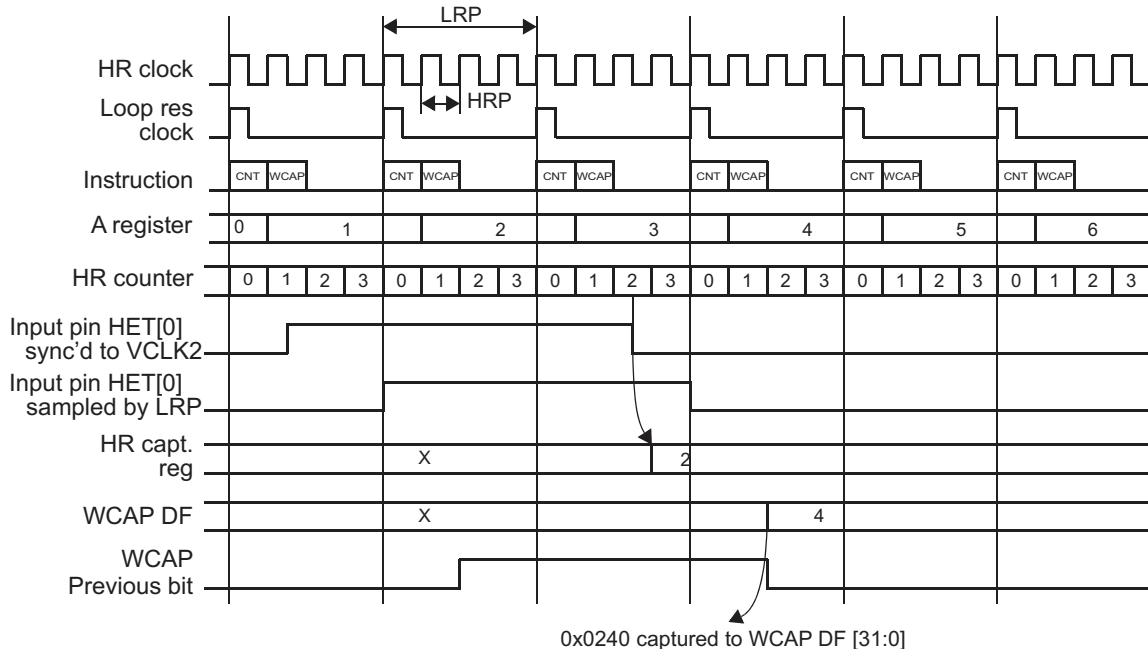 LRP
HR clock
HRP
Loop res
clock
Instruction
CNT WCAP CNT WCAP CNT WCAP CNT WCAP CNT WCAP CNT WCAP
A register
0 1 2 3 4 5 6
HR counter
0 1 2 3 0 1 2 3 0 1 2 3 0 1 2 3 0 1 2 3 0 1 2 3
Input pin HET[0]
sync'd to VCLK2
Input pin HET[0]
sampled by LRP
HR capt.
reg
X 2
WCAP DF
X 4
WCAP
Previous bit
0x0240 captured to WCAP DF [31:0]